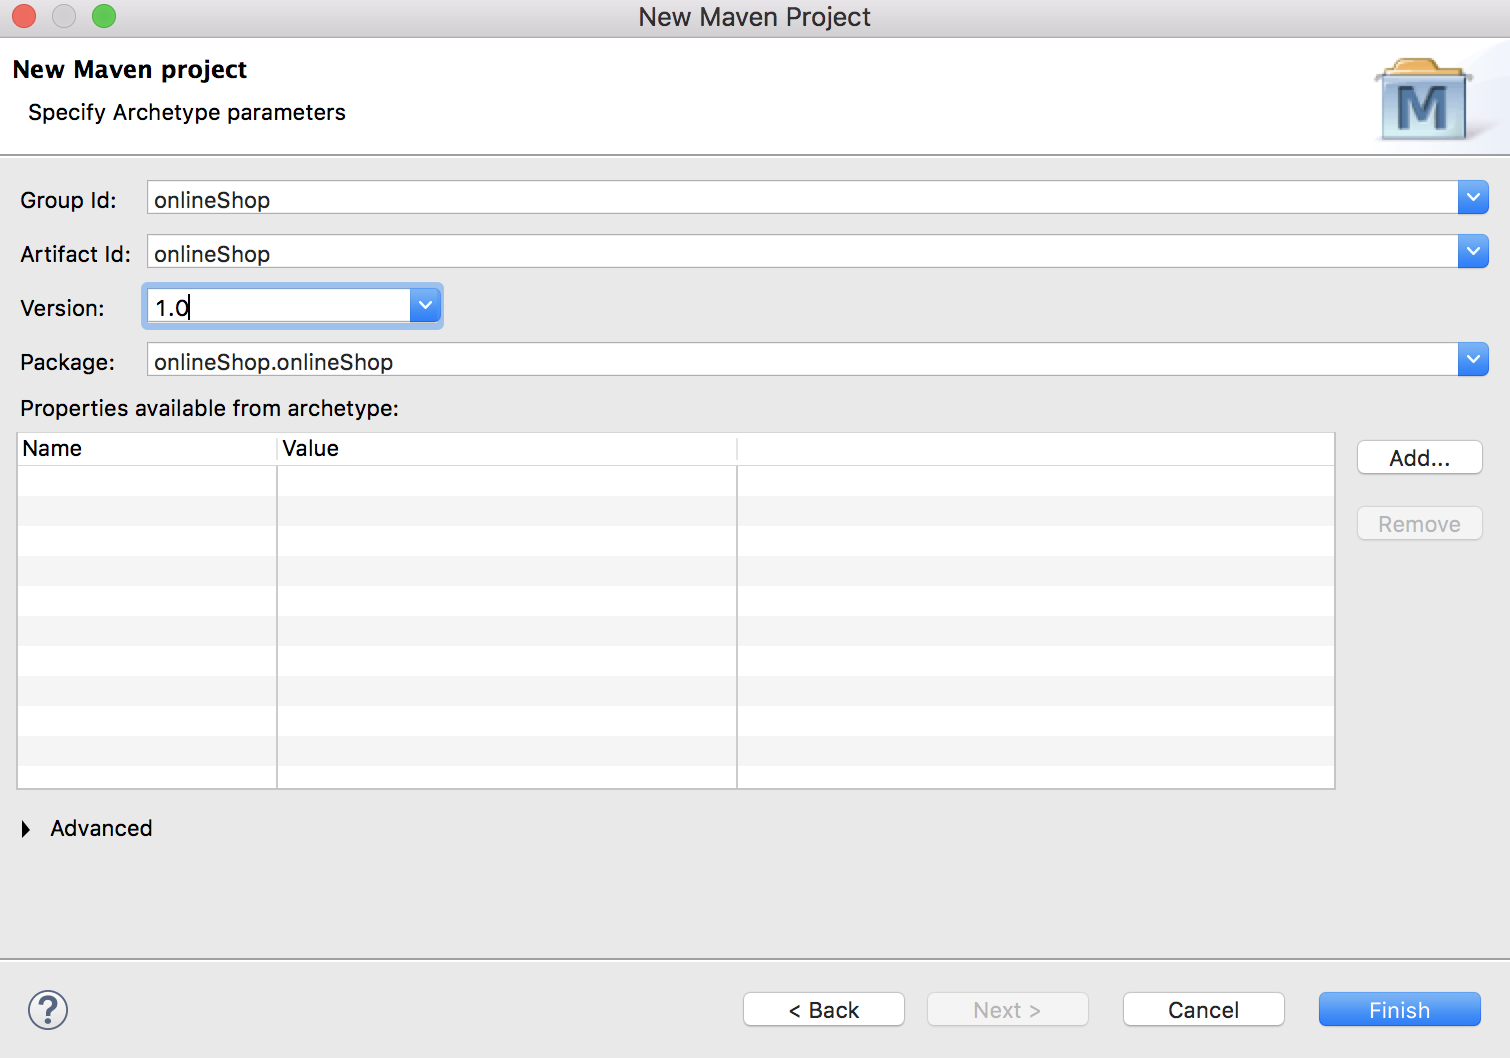 New Maven Project
New Maven project
Specify Archetype parameters
M
Group Id: onlineShop
Artifact Id: onlineShop
Version: 1.0
Package: onlineShop.onlineShop
Properties available from archetype:
Name Value
Add...
Remove
Advanced
? < Back Next > Cancel Finish